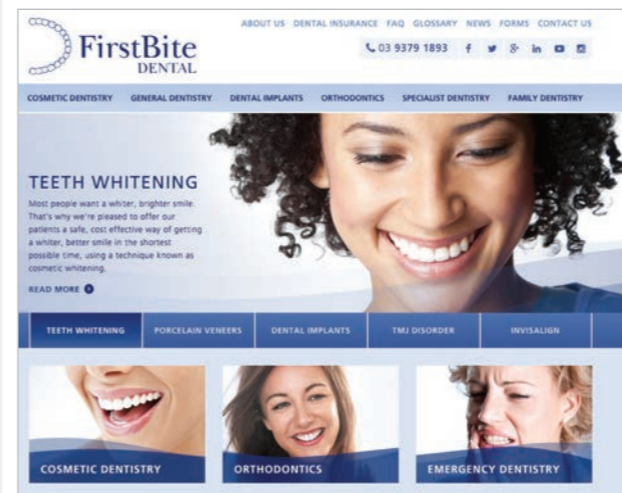 ABOUT US DENTAL INSURANCE FAQ GLOSSARY NEWS FORMS CONTACT US
FirstBite
DENTAL
03 9379 1893
COSMETIC DENTISTRY GENERAL DENTISTRY DENTAL IMPLANTS ORTHODONTICS SPECIALIST DENTISTRY FAMILY DENTISTRY
TEETH WHITENING
Most people want a whiter, brighter smile.
That's why we're pleased to offer our
patients a safe, cost effective way of getting
a whiter, better smile in the shortest
possible time, using a technique known as
cosmetic whitening.
READ MORE
TEETH WHITENING PORCELAIN VENEERS DENTAL IMPLANTS TMJ DISORDER INVISALIGN
COSMETIC DENTISTRY ORTHODONTICS EMERGENCY DENTISTRY